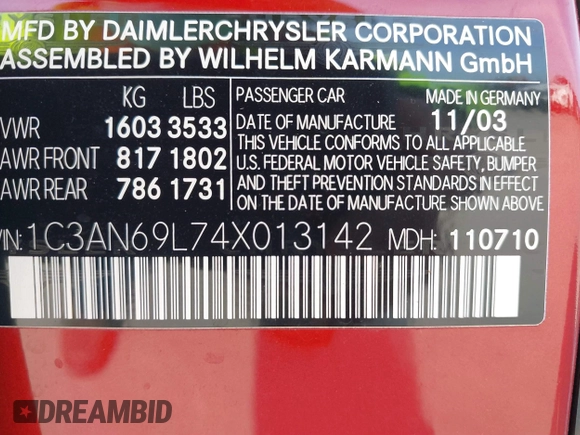 MFD BY DAIMLERCHRYSLER CORPORATION
ASSEMBLED BY WILHELM KARMANN GmbH
KG LBS
VWR 1603 3533
AWR FRONT 817 1802
AWR REAR 786 1731
PASSENGER CAR MADE IN GERMANY
DATE OF MANUFACTURE 11/03
THIS VEHICLE CONFORMS TO ALL APPLICABLE
U.S. FEDERAL MOTOR VEHICLE SAFETY, BUMPER
AND THEFT PREVENTION STANDARDS IN EFFECT
ON THE DATE OF MANUFACTURE SHOWN ABOVE.
VIN: 1C3AN69L74X013142 MDH: 110710
DREAMBID